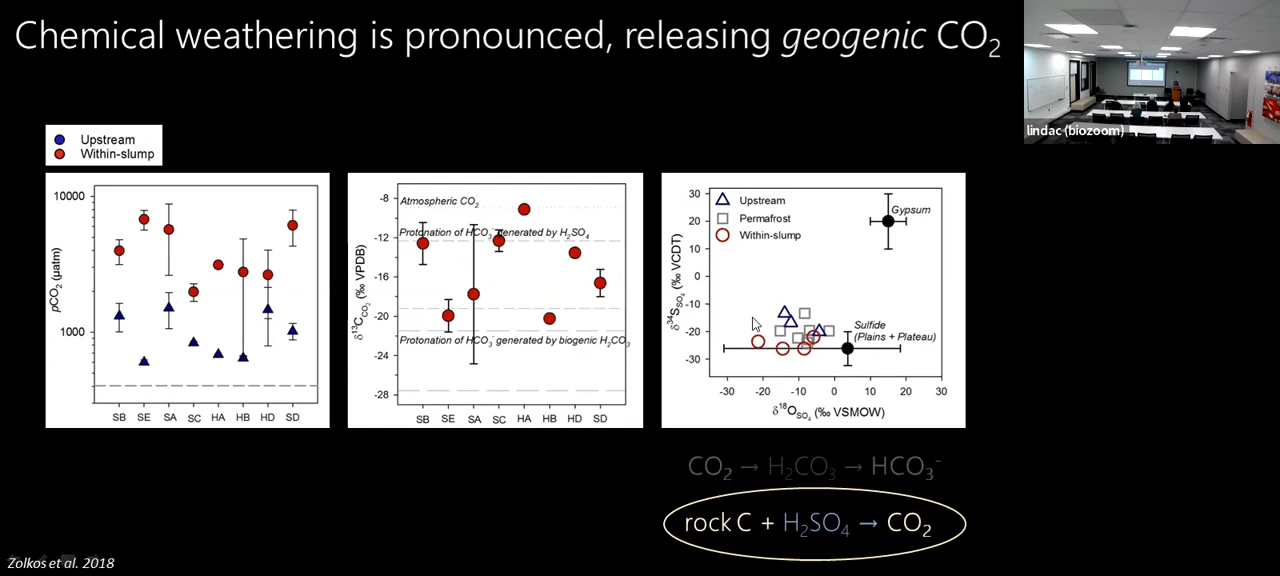 Chemical weathering is pronounced, releasing geogenic CO₂
lindac (biozoom)
Upstream
Within-slump
10000
1000
pCO₂ (µatm)
SB SE SA SC HA HB HD SD
-8
-12
-16
-20
-24
-28
δ¹³C_CO₂ (‰ VPDB)
Atmospheric CO₂
Protonation of HCO₃⁻ generated by H₂SO₄
Protonation of HCO₃⁻ generated by biogenic H₂CO₃
SB SE SA SC HA HB HD SD
30
20
10
0
-10
-20
-30
δ³⁴S_SO₄ (‰ VCDT)
Upstream
Permafrost
Within-slump
Gypsum
Sulfide
(Plains + Plateau)
-30 -20 -10 0 10 20 30
δ¹⁸O_SO₄ (‰ VSMOW)
CO₂ → H₂CO₃ → HCO₃⁻
rock C + H₂SO₄ → CO₂
Zolkos et al. 2018